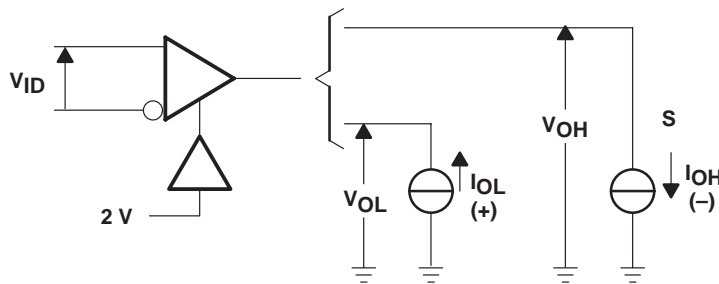 VID
2 V
VOL
IOL
(+)
VOH
S
IOH
(–)